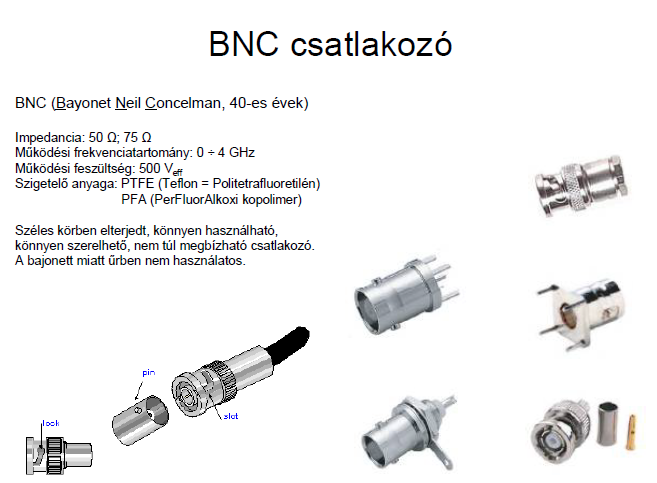 BNC csatlakozó
BNC (Bayonet Neil Concelman, 40-es évek)
Impedancia: 50 Ω; 75 Ω
Működési frekvenciatartomány: 0 ÷ 4 GHz
Működési feszültség: 500 Veff
Szigetelő anyaga: PTFE (Teflon = Politetrafluoretilén)
PFA (PerFluorAlkoxi kopolimer)
Széles körben elterjedt, könnyen használható,
könnyen szerelhető, nem túl megbízható csatlakozó.
A bajonett miatt űrben nem használatos.
pin
slot
lock